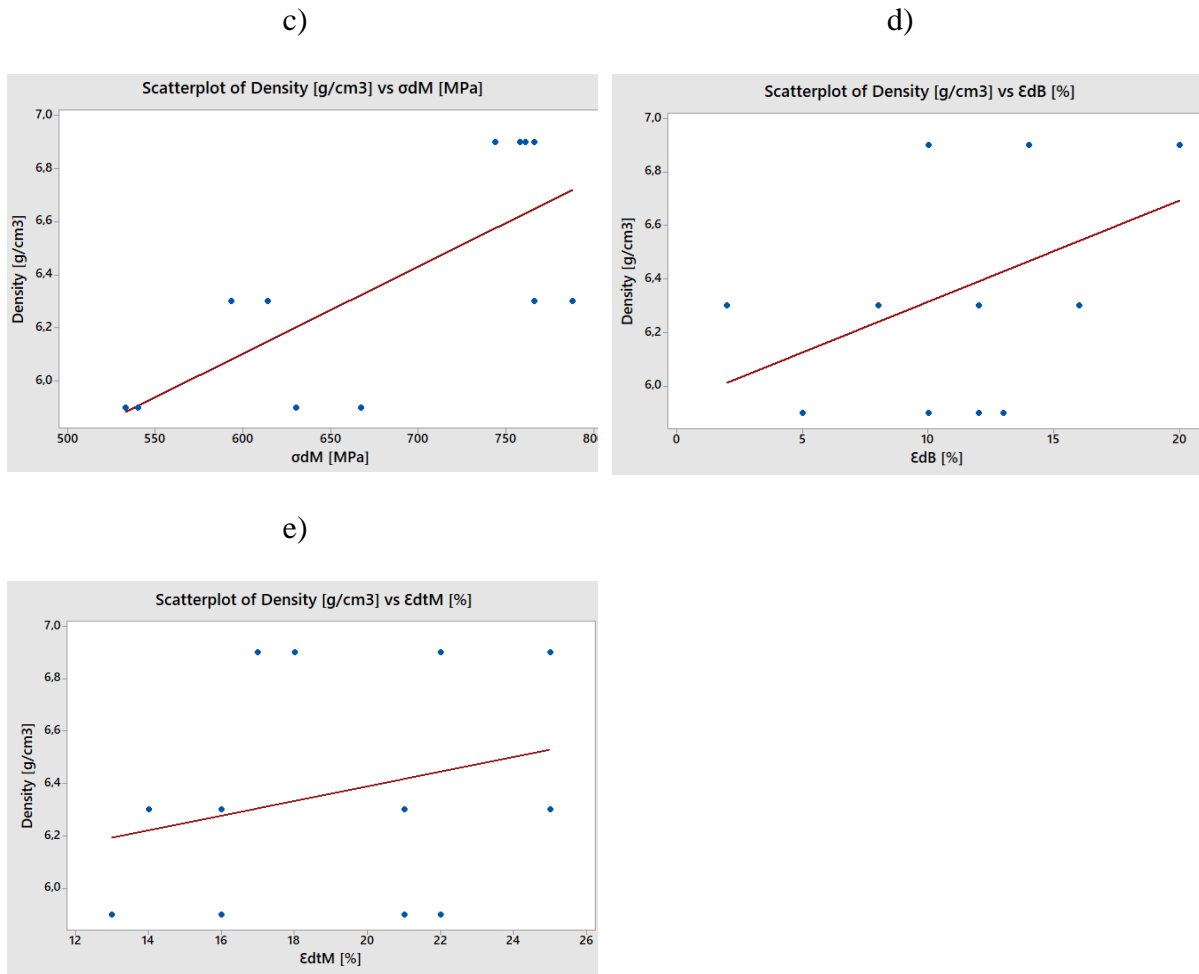 c)
d)
Scatterplot of Density [g/cm3] vs σdM [MPa]
7,0
6,8
6,6
6,4
6,2
6,0
Density [g/cm3]
500 550 600 650 700 750 800
σdM [MPa]
Scatterplot of Density [g/cm3] vs ƐdB [%]
7,0
6,8
6,6
6,4
6,2
6,0
Density [g/cm3]
0 5 10 15 20
ƐdB [%]
e)
Scatterplot of Density [g/cm3] vs ƐdtM [%]
7,0
6,8
6,6
6,4
6,2
6,0
Density [g/cm3]
12 14 16 18 20 22 24 26
ƐdtM [%]